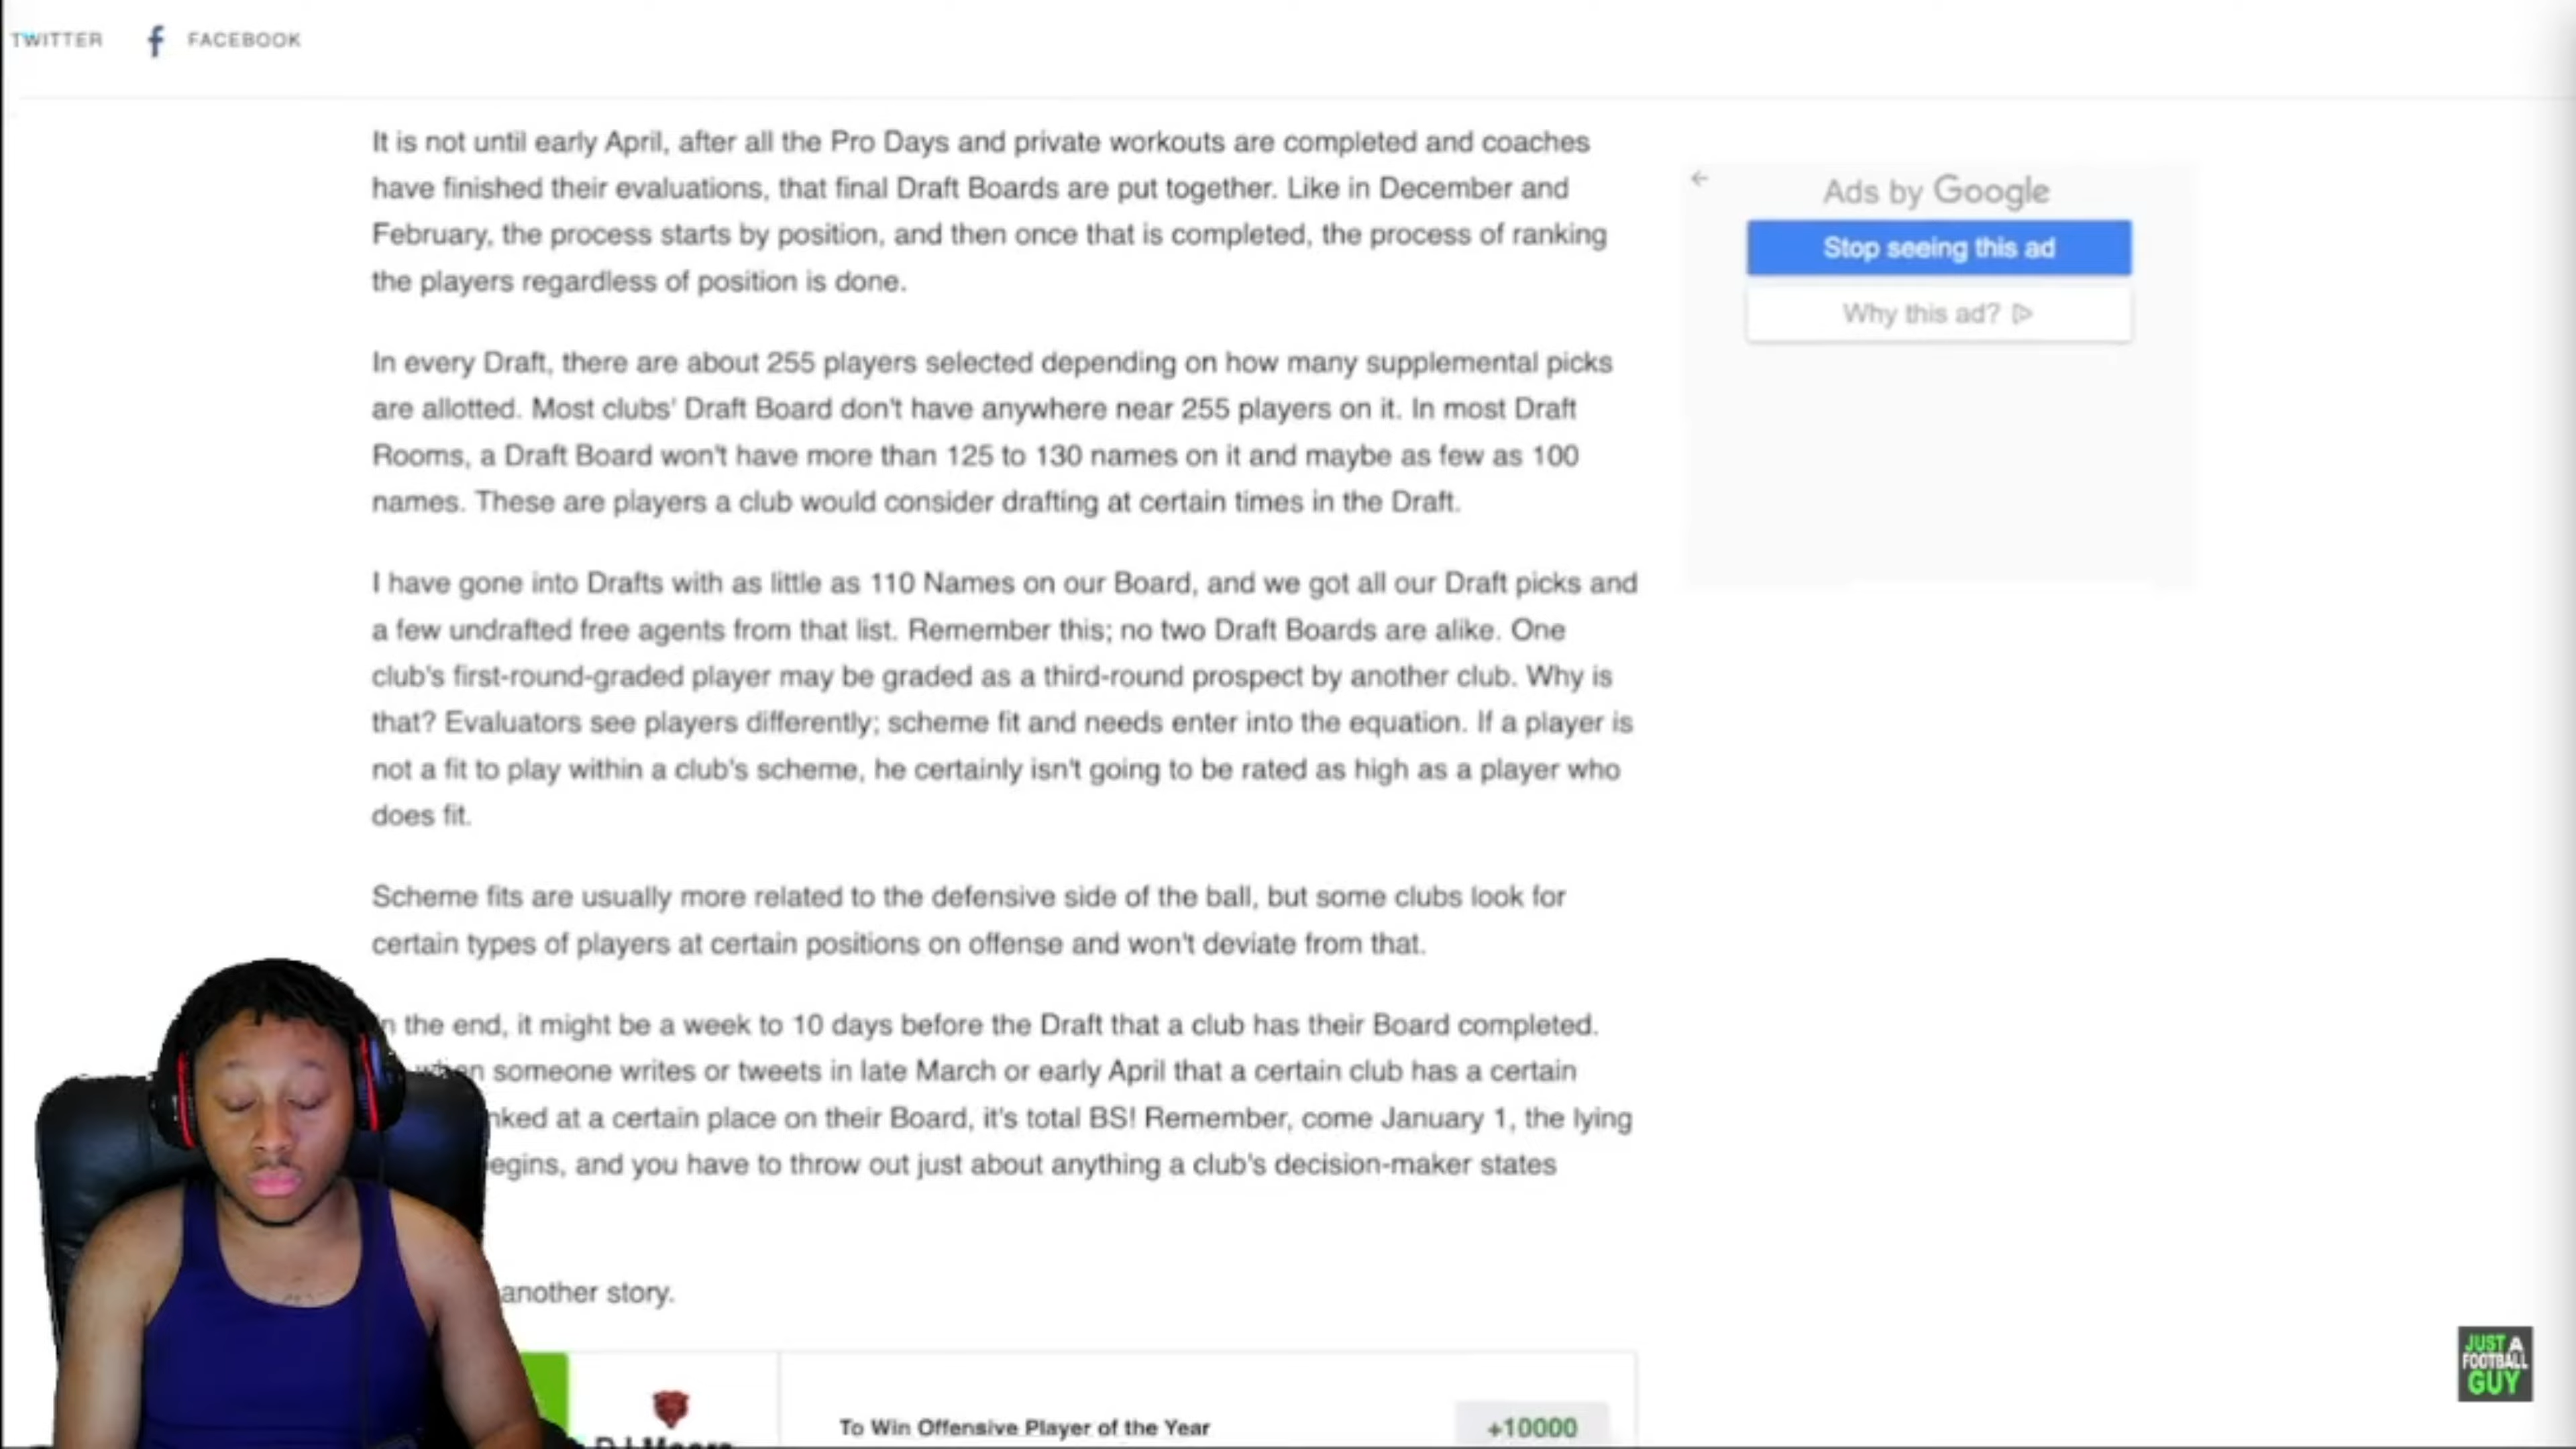 TWITTER
FACEBOOK
It is not until early April, after all the Pro Days and private workouts are completed and coaches
have finished their evaluations, that final Draft Boards are put together. Like in December and
February, the process starts by position, and then once that is completed, the process of ranking
the players regardless of position is done.
In every Draft, there are about 255 players selected depending on how many supplemental picks
are allotted. Most clubs' Draft Board don't have anywhere near 255 players on it. In most Draft
Rooms, a Draft Board won't have more than 125 to 130 names on it and maybe as few as 100
names. These are players a club would consider drafting at certain times in the Draft.
I have gone into Drafts with as little as 110 Names on our Board, and we got all our Draft picks and
a few undrafted free agents from that list. Remember this; no two Draft Boards are alike. One
club's first-round-graded player may be graded as a third-round prospect by another club. Why is
that? Evaluators see players differently; scheme fit and needs enter into the equation. If a player is
not a fit to play within a club's scheme, he certainly isn't going to be rated as high as a player who
does fit.
Scheme fits are usually more related to the defensive side of the ball, but some clubs look for
certain types of players at certain positions on offense and won't deviate from that.
the end, it might be a week to 10 days before the Draft that a club has their Board completed.
someone writes or tweets in late March or early April that a certain club has a certain
at a certain place on their Board, it's total BS! Remember, come January 1, the lying
and you have to throw out just about anything a club's decision-maker states
another story.
Ads by Google
Stop seeing this ad
Why this ad?
To Win Offensive Player of the Year
+10000
JUST A
FOOTBALL
GUY